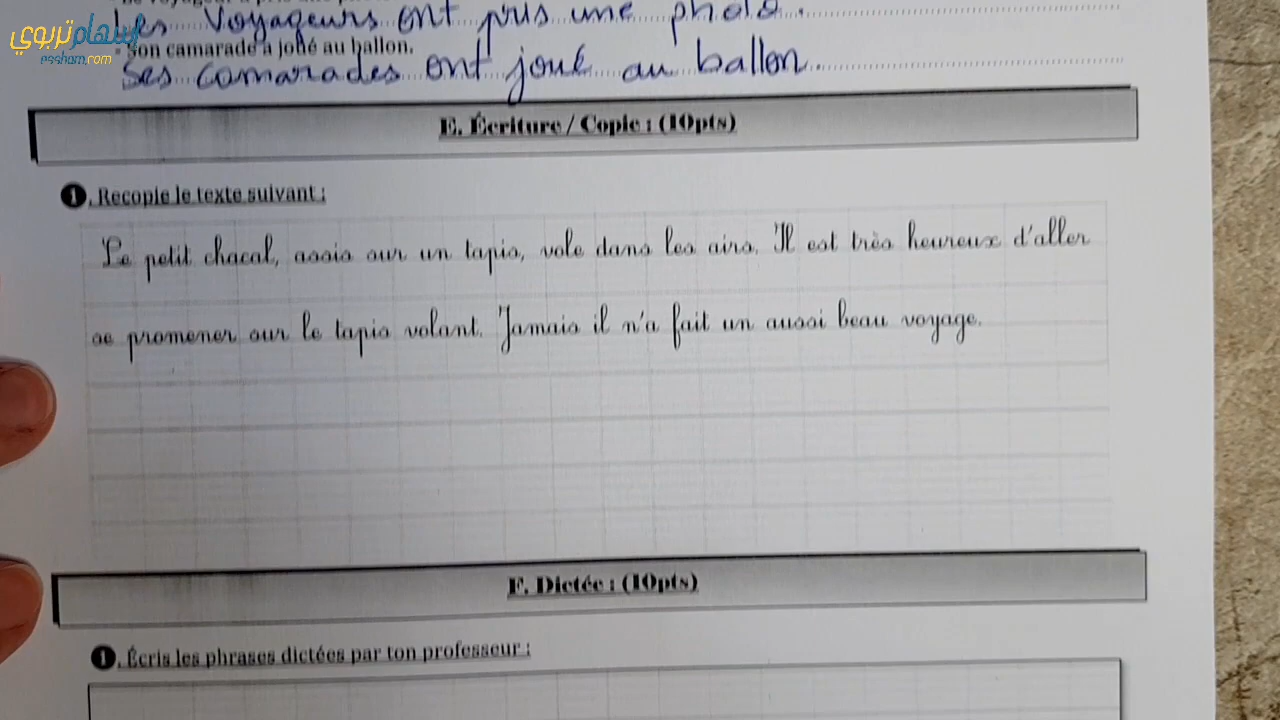 Les voyageurs ont pris une photo.
إسهام تربوي
essham.com
- Son camarade a joué au ballon.
Ses camarades ont joué au ballon
E. Écriture / Copie : (10pts)
1. Recopie le texte suivant :
Le petit chacal, assis sur un tapis, vole dans les airs. Il est très heureux d'aller
se promener sur le tapis volant. Jamais il n'a fait un aussi beau voyage.
F. Dictée : (10pts)
1. Écris les phrases dictées par ton professeur :